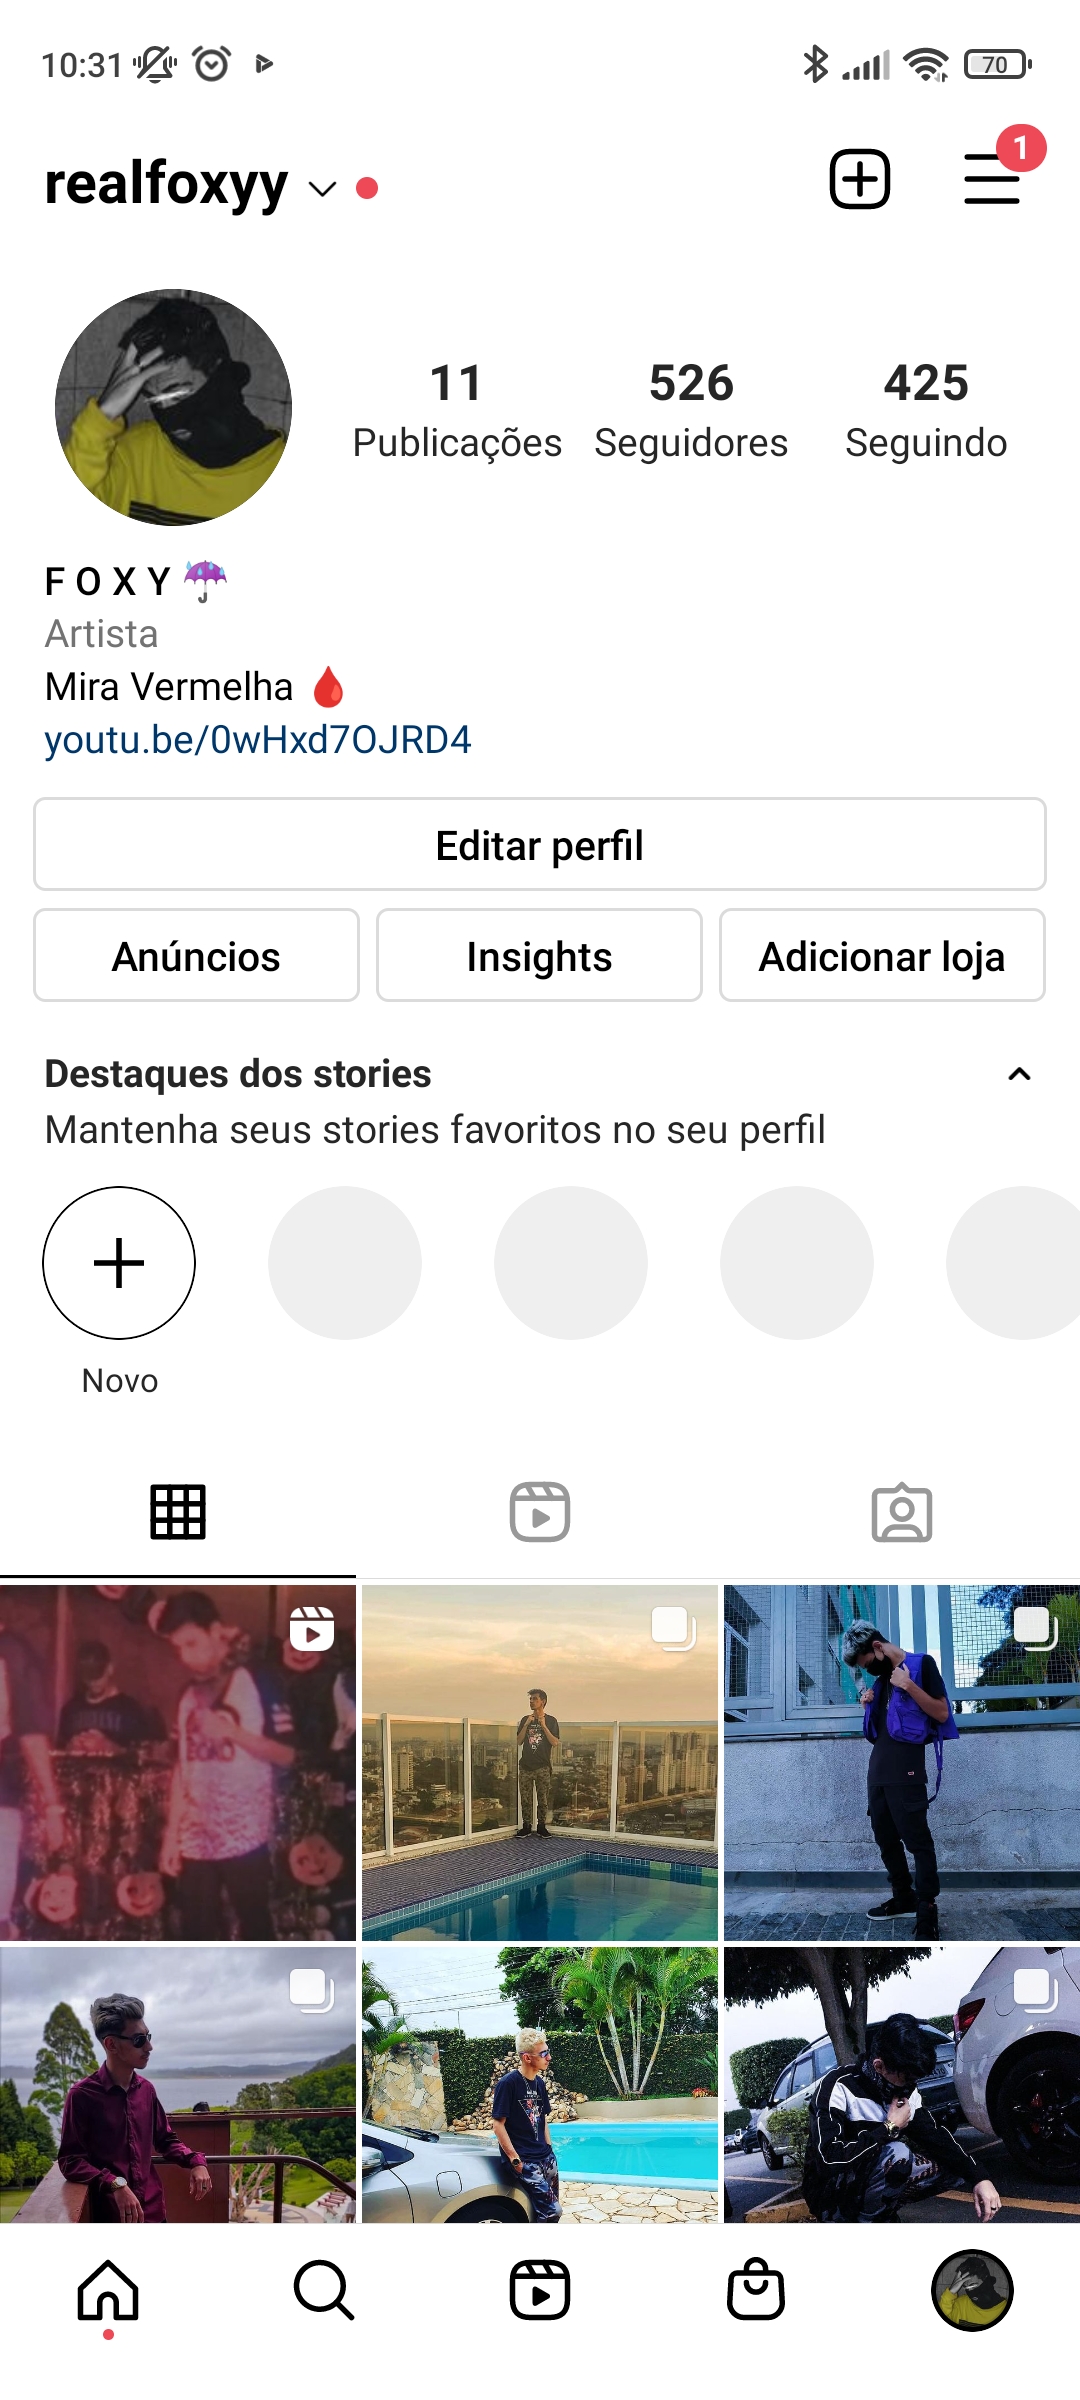 10:31
70
realfoxyy
1
11 526 425
Publicações Seguidores Seguindo
F O X Y ☔
Artista
Mira Vermelha 🩸
youtu.be/0wHxd7OJRD4
Editar perfil
Anúncios Insights Adicionar loja
Destaques dos stories
Mantenha seus stories favoritos no seu perfil
Novo